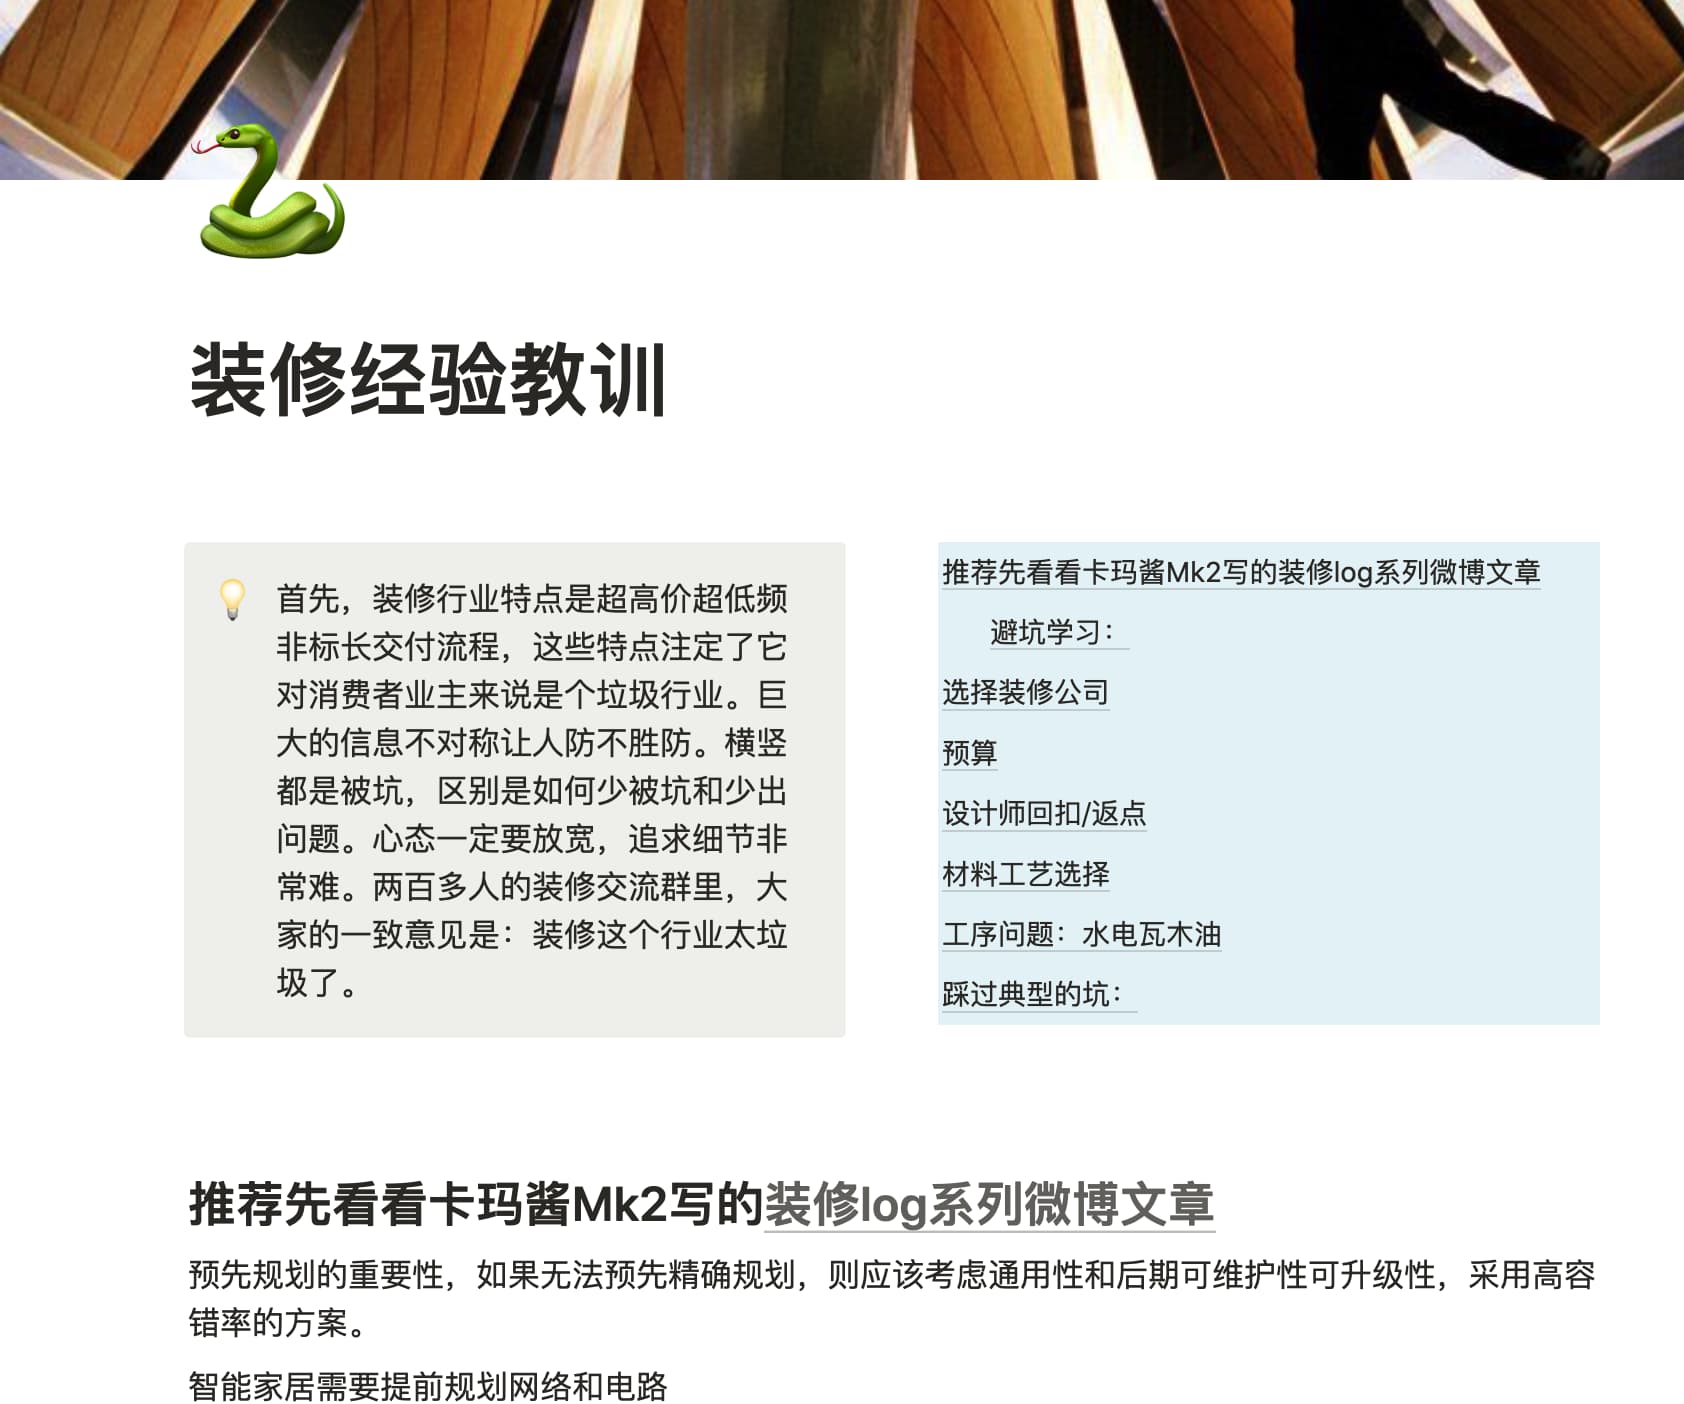 装修经验教训
首先，装修行业特点是超高价超低频
非标长交付流程，这些特点注定了它
对消费者业主来说是个垃圾行业。巨
大的信息不对称让人防不胜防。横竖
都是被坑，区别是如何少被坑和少出
问题。心态一定要放宽，追求细节非
常难。两百多人的装修交流群里，大
家的一致意见是：装修这个行业太垃
圾了。
推荐先看看卡玛酱Mk2写的装修log系列微博文章
避坑学习：
选择装修公司
预算
设计师回扣/返点
材料工艺选择
工序问题：水电瓦木油
踩过典型的坑：
推荐先看看卡玛酱Mk2写的装修log系列微博文章
预先规划的重要性，如果无法预先精确规划，则应该考虑通用性和后期可维护性可升级性，采用高容
错率的方案。
智能家居需要提前规划网络和电路